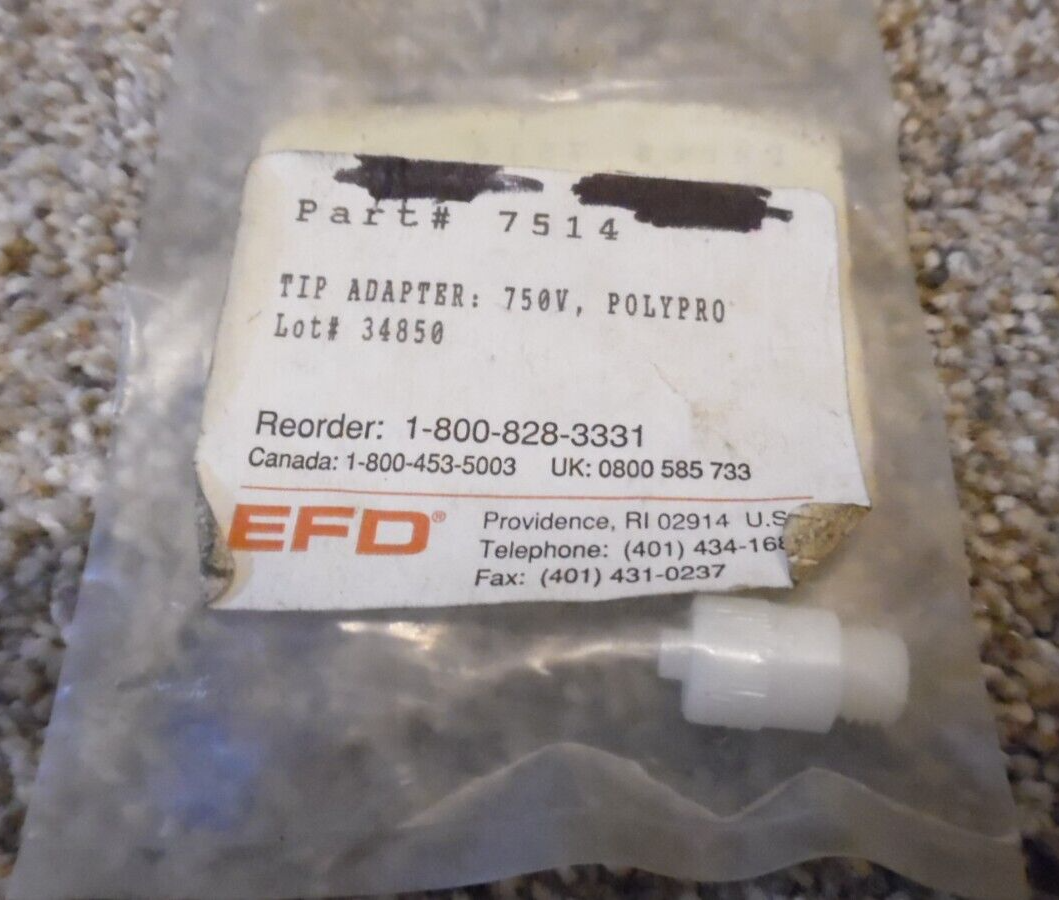 Part# 7514
TIP ADAPTER: 750V, POLYPRO
Lot# 34850
Reorder: 1-800-828-3331
Canada: 1-800-453-5003 UK: 0800 585 733
EFD®
Providence, RI 02914 U.S
Telephone: (401) 434-168
Fax: (401) 431-0237